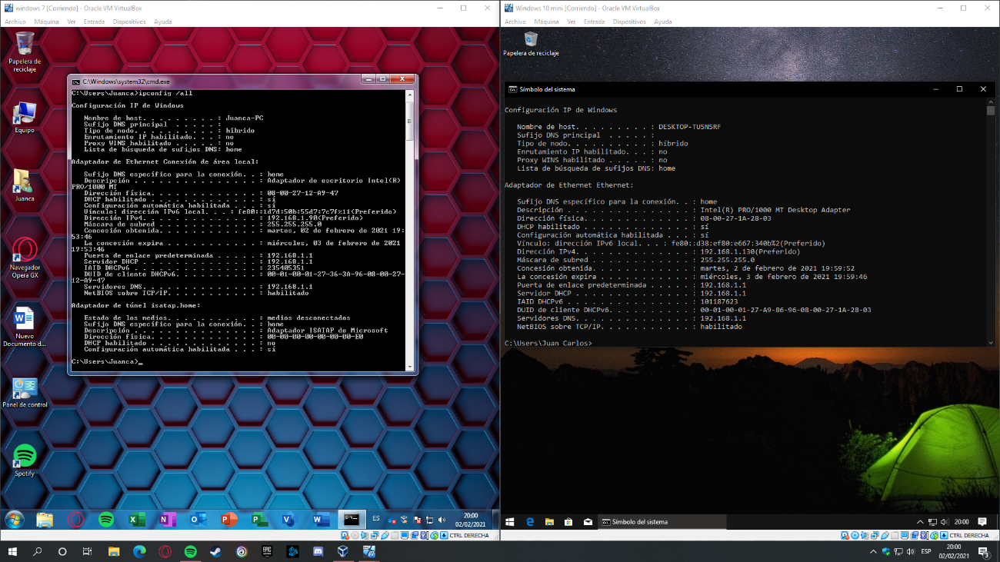 windows 7 [Corriendo] - Oracle VM VirtualBox
Archivo Máquina Ver Entrada Dispositivos Ayuda
Papelera de
reciclaje
Equipo
Juanca
Navegador
Opera GX
Nuevo
Documento d...
Panel de control
Spotify
C:\Windows\system32\cmd.exe
C:\Users\Juanca>ipconfig /all
Configuración IP de Windows
Nombre de host. . . . . . . . . : Juanca-PC
Sufijo DNS principal . . . . . . :
Tipo de nodo. . . . . . . . . . : híbrido
Enrutamiento IP habilitado. . . : no
Proxy WINS habilitado . . . . . : no
Lista de búsqueda de sufijos DNS: home
Adaptador de Ethernet Conexión de área local:
Sufijo DNS específico para la conexión. . : home
Descripción . . . . . . . . . . . . . . . : Adaptador de escritorio Intel(R)
PRO/1000 MT
Dirección física. . . . . . . . . . . . . : 08-00-27-12-A9-47
DHCP habilitado . . . . . . . . . . . . . : sí
Configuración automática habilitada . . . : sí
Vínculo: dirección IPv6 local. . . : fe80::1d7d:50b:55d7:7c7f%11(Preferido)
Dirección IPv4. . . . . . . . . . . . . . : 192.168.1.90(Preferido)
Máscara de subred . . . . . . . . . . . . : 255.255.255.0
Concesión obtenida. . . . . . . . . . . . : martes, 02 de febrero de 2021 19:
53:46
La concesión expira . . . . . . . . . . . : miércoles, 03 de febrero de 2021
19:53:46
Puerta de enlace predeterminada . . . . . : 192.168.1.1
Servidor DHCP . . . . . . . . . . . . . . : 192.168.1.1
IAID DHCPv6 . . . . . . . . . . . . . . . : 235405351
DUID de cliente DHCPv6. . . . . . . . . . : 00-01-00-01-27-36-3A-96-08-00-27-
12-A9-47
Servidores DNS. . . . . . . . . . . . . . : 192.168.1.1
NetBIOS sobre TCP/IP. . . . . . . . . . . : habilitado
Adaptador de túnel isatap.home:
Estado de los medios. . . . . . . . . . . : medios desconectados
Sufijo DNS específico para la conexión. . : home
Descripción . . . . . . . . . . . . . . . : Adaptador ISATAP de Microsoft
Dirección física. . . . . . . . . . . . . : 00-00-00-00-00-00-00-E0
DHCP habilitado . . . . . . . . . . . . . : no
Configuración automática habilitada . . . : sí
C:\Users\Juanca>_
ES
20:00
02/02/2021
CTRL DERECHA
Windows 10 mini [Corriendo] - Oracle VM VirtualBox
Archivo Máquina Ver Entrada Dispositivos Ayuda
Papelera de reciclaje
Símbolo del sistema
Configuración IP de Windows
Nombre de host. . . . . . . . . : DESKTOP-TU5N5RF
Sufijo DNS principal . . . . . :
Tipo de nodo. . . . . . . . . . : híbrido
Enrutamiento IP habilitado. . . : no
Proxy WINS habilitado . . . . . : no
Lista de búsqueda de sufijos DNS: home
Adaptador de Ethernet Ethernet:
Sufijo DNS específico para la conexión. . : home
Descripción . . . . . . . . . . . . . . . : Intel(R) PRO/1000 MT Desktop Adapter
Dirección física. . . . . . . . . . . . . : 08-00-27-1A-28-03
DHCP habilitado . . . . . . . . . . . . . : sí
Configuración automática habilitada . . . : sí
Vínculo: dirección IPv6 local. . . : fe80::d38:ef80:e667:340b%2(Preferido)
Dirección IPv4. . . . . . . . . . . . . . : 192.168.1.130(Preferido)
Máscara de subred . . . . . . . . . . . . : 255.255.255.0
Concesión obtenida. . . . . . . . . . . . : martes, 2 de febrero de 2021 19:59:52
La concesión expira . . . . . . . . . . . : miércoles, 3 de febrero de 2021 19:59:46
Puerta de enlace predeterminada . . . . . : 192.168.1.1
Servidor DHCP . . . . . . . . . . . . . . : 192.168.1.1
IAID DHCPv6 . . . . . . . . . . . . . . . : 101187623
DUID de cliente DHCPv6. . . . . . . . . . : 00-01-00-01-27-A9-86-96-08-00-27-1A-28-03
Servidores DNS. . . . . . . . . . . . . . : 192.168.1.1
NetBIOS sobre TCP/IP. . . . . . . . . . . : habilitado
C:\Users\Juan Carlos>
Símbolo del sistema
20:00
CTRL DERECHA
EPIC
GAMES
ESP
20:00
02/02/2021
3